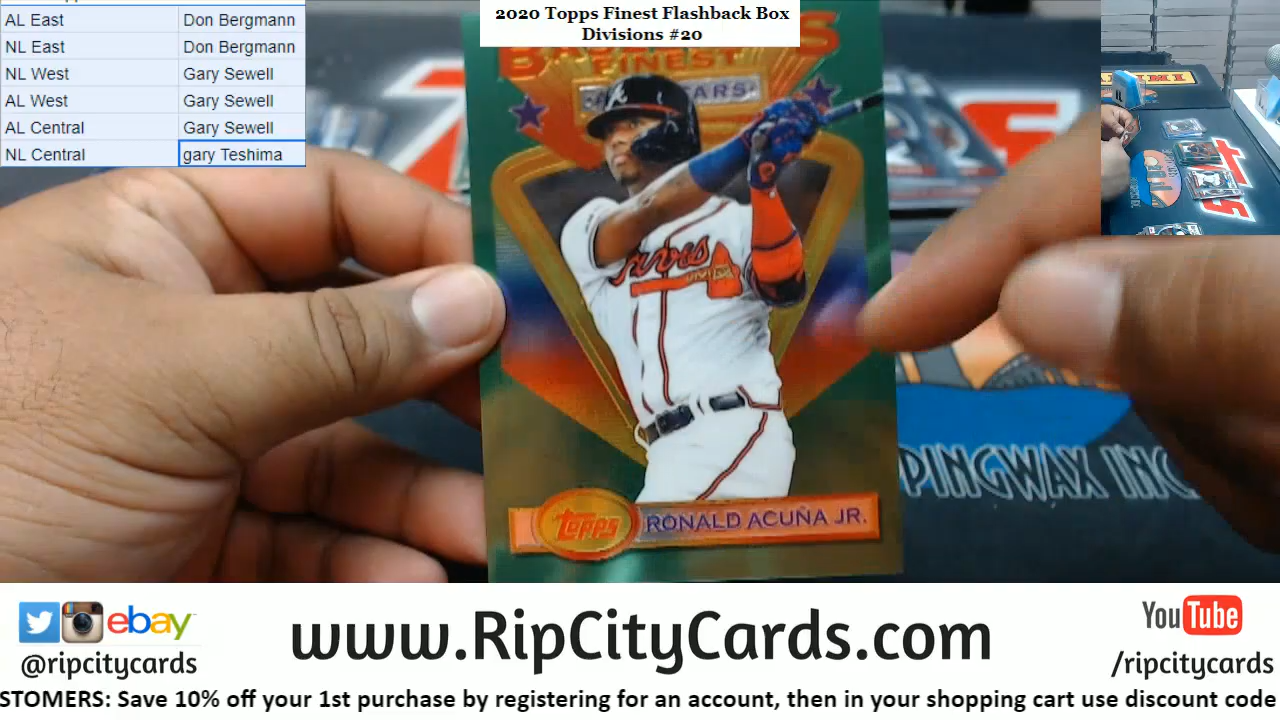 AL East Don Bergmann
NL East Don Bergmann
NL West Gary Sewell
AL West Gary Sewell
AL Central Gary Sewell
NL Central gary Teshima
2020 Topps Finest Flashback Box
Divisions #20
FINEST
Braves
Topps
RONALD ACUÑA JR.
PINGWAX INC
ebay
@ripcitycards
www.RipCityCards.com
YouTube
/ripcitycards
STOMERS: Save 10% off your 1st purchase by registering for an account, then in your shopping cart use discount code